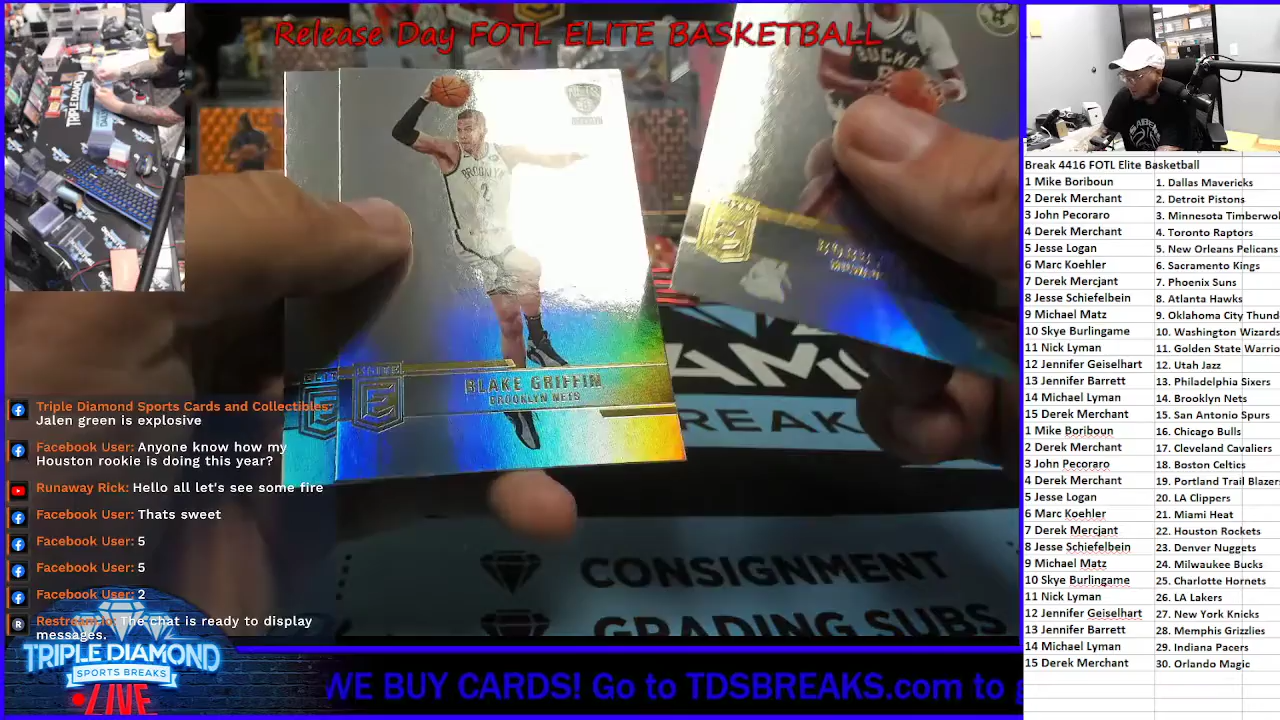 Release Day FOTL ELITE BASKETBALL
BROOKLYN
2
ELITE
E
BLAKE GRIFFIN
BROOKLYN NETS
BREAK
CONSIGNMENT
GRADING SUBS
Triple Diamond Sports Cards and Collectibles:
Jalen green is explosive
Facebook User: Anyone know how my
Houston rookie is doing this year?
Runaway Rick: Hello all let's see some fire
Facebook User: Thats sweet
Facebook User: 5
Facebook User: 5
Facebook User: 2
The chat is ready to display
messages.
TRIPLE DIAMOND
SPORTS BREAKS
LIVE
WE BUY CARDS! Go to TDSBREAKS.com to
Break 4416 FOTL Elite Basketball
1 Mike Boriboun 1. Dallas Mavericks
2 Derek Merchant 2. Detroit Pistons
3 John Pecoraro 3. Minnesota Timberwol
4 Derek Merchant 4. Toronto Raptors
5 Jesse Logan 5. New Orleans Pelicans
6 Marc Koehler 6. Sacramento Kings
7 Derek Mercjant 7. Phoenix Suns
8 Jesse Schiefelbein 8. Atlanta Hawks
9 Michael Matz 9. Oklahoma City Thund
10 Skye Burlingame 10. Washington Wizards
11 Nick Lyman 11. Golden State Warrio
12 Jennifer Geiselhart 12. Utah Jazz
13 Jennifer Barrett 13. Philadelphia Sixers
14 Michael Lyman 14. Brooklyn Nets
15 Derek Merchant 15. San Antonio Spurs
1 Mike Boriboun 16. Chicago Bulls
2 Derek Merchant 17. Cleveland Cavaliers
3 John Pecoraro 18. Boston Celtics
4 Derek Merchant 19. Portland Trail Blazer
5 Jesse Logan 20. LA Clippers
6 Marc Koehler 21. Miami Heat
7 Derek Mercjant 22. Houston Rockets
8 Jesse Schiefelbein 23. Denver Nuggets
9 Michael Matz 24. Milwaukee Bucks
10 Skye Burlingame 25. Charlotte Hornets
11 Nick Lyman 26. LA Lakers
12 Jennifer Geiselhart 27. New York Knicks
13 Jennifer Barrett 28. Memphis Grizzlies
14 Michael Lyman 29. Indiana Pacers
15 Derek Merchant 30. Orlando Magic